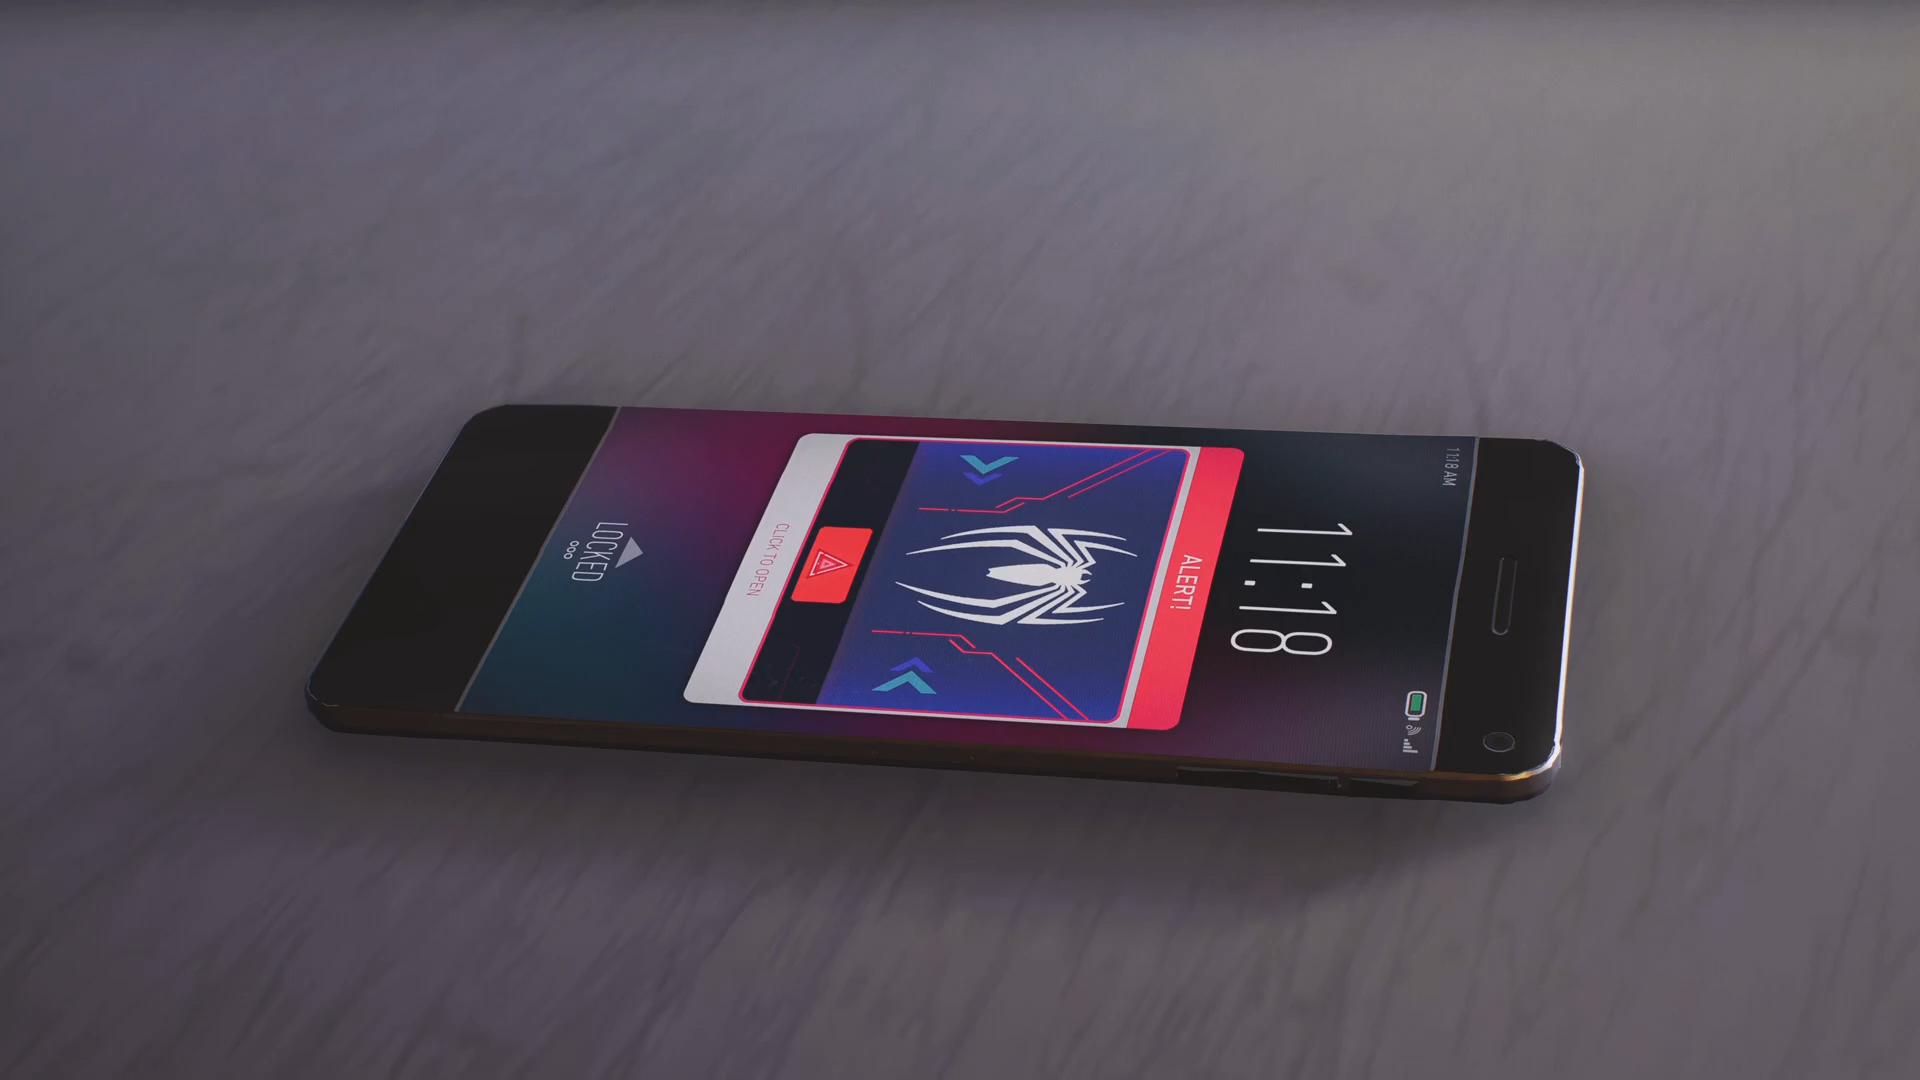 11:18 AM
11:18
ALERT!
CLICK TO OPEN
LOCKED